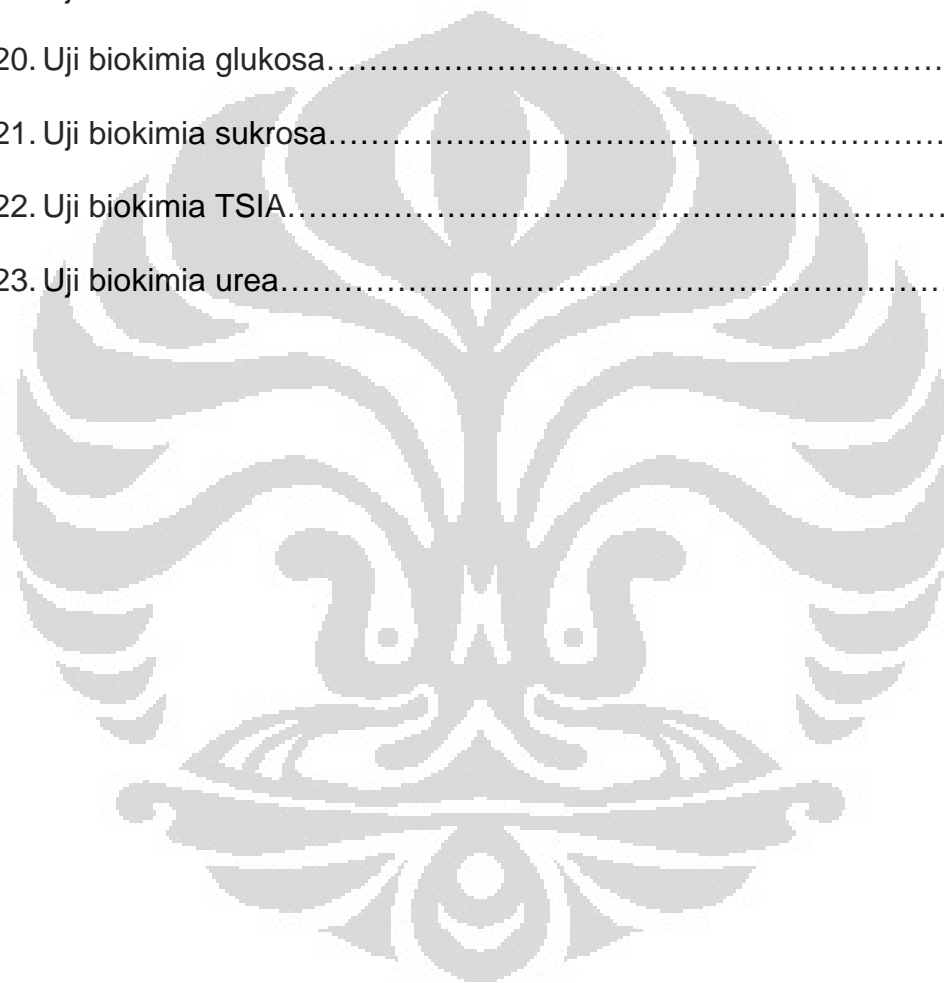 20. Uji biokimia glukosa……………………………………………………………
21. Uji biokimia sukrosa……………………………………………………………
22. Uji biokimia TSIA…………………………………………………………………
23. Uji biokimia urea…………………………………………………………………